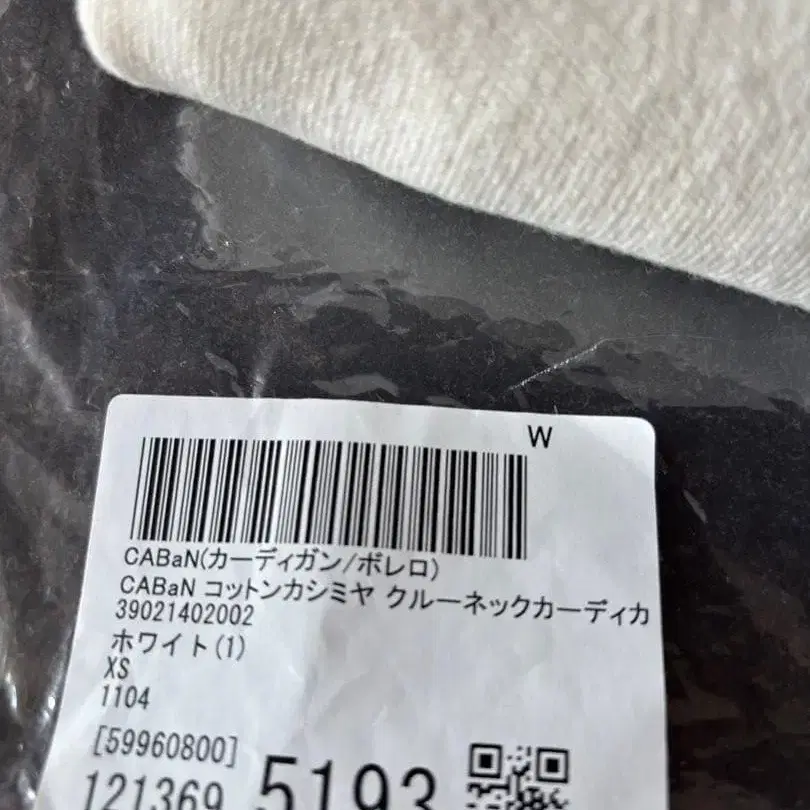 W
CABaN(カーディガン/ボレロ)
CABaN コットンカシミヤ クルーネックカーディカ
39021402002
ホワイト(1)
XS
1104
[59960800]
121369 5193